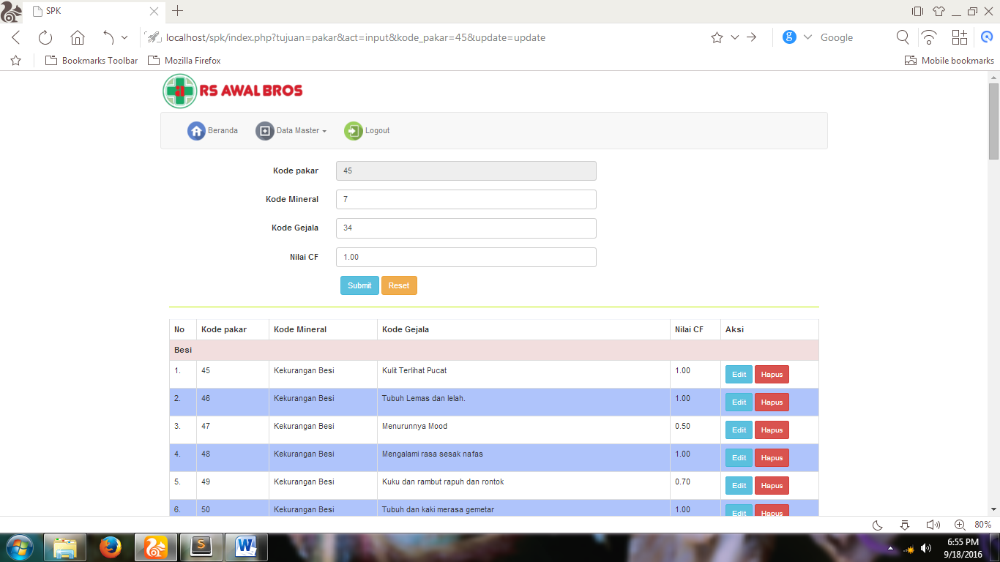 SPK
localhost/spk/index.php?tujuan=pakar&act=input&kode_pakar=45&update=update
g
Google
Bookmarks Toolbar Mozilla Firefox Mobile bookmarks
a RS AWAL BROS
Beranda Data Master Logout
Kode pakar 45
Kode Mineral 7
Kode Gejala 34
Nilai CF 1.00
Submit Reset
No Kode pakar Kode Mineral Kode Gejala Nilai CF Aksi
Besi
1. 45 Kekurangan Besi Kulit Terlihat Pucat 1.00 Edit Hapus
2. 46 Kekurangan Besi Tubuh Lemas dan lelah. 1.00 Edit Hapus
3. 47 Kekurangan Besi Menurunnya Mood 0.50 Edit Hapus
4. 48 Kekurangan Besi Mengalami rasa sesak nafas 1.00 Edit Hapus
5. 49 Kekurangan Besi Kuku dan rambut rapuh dan rontok 0.70 Edit Hapus
6. 50 Kekurangan Besi Tubuh dan kaki merasa gemetar 1.00 Edit Hapus
80%
S W
6:55 PM
9/18/2016